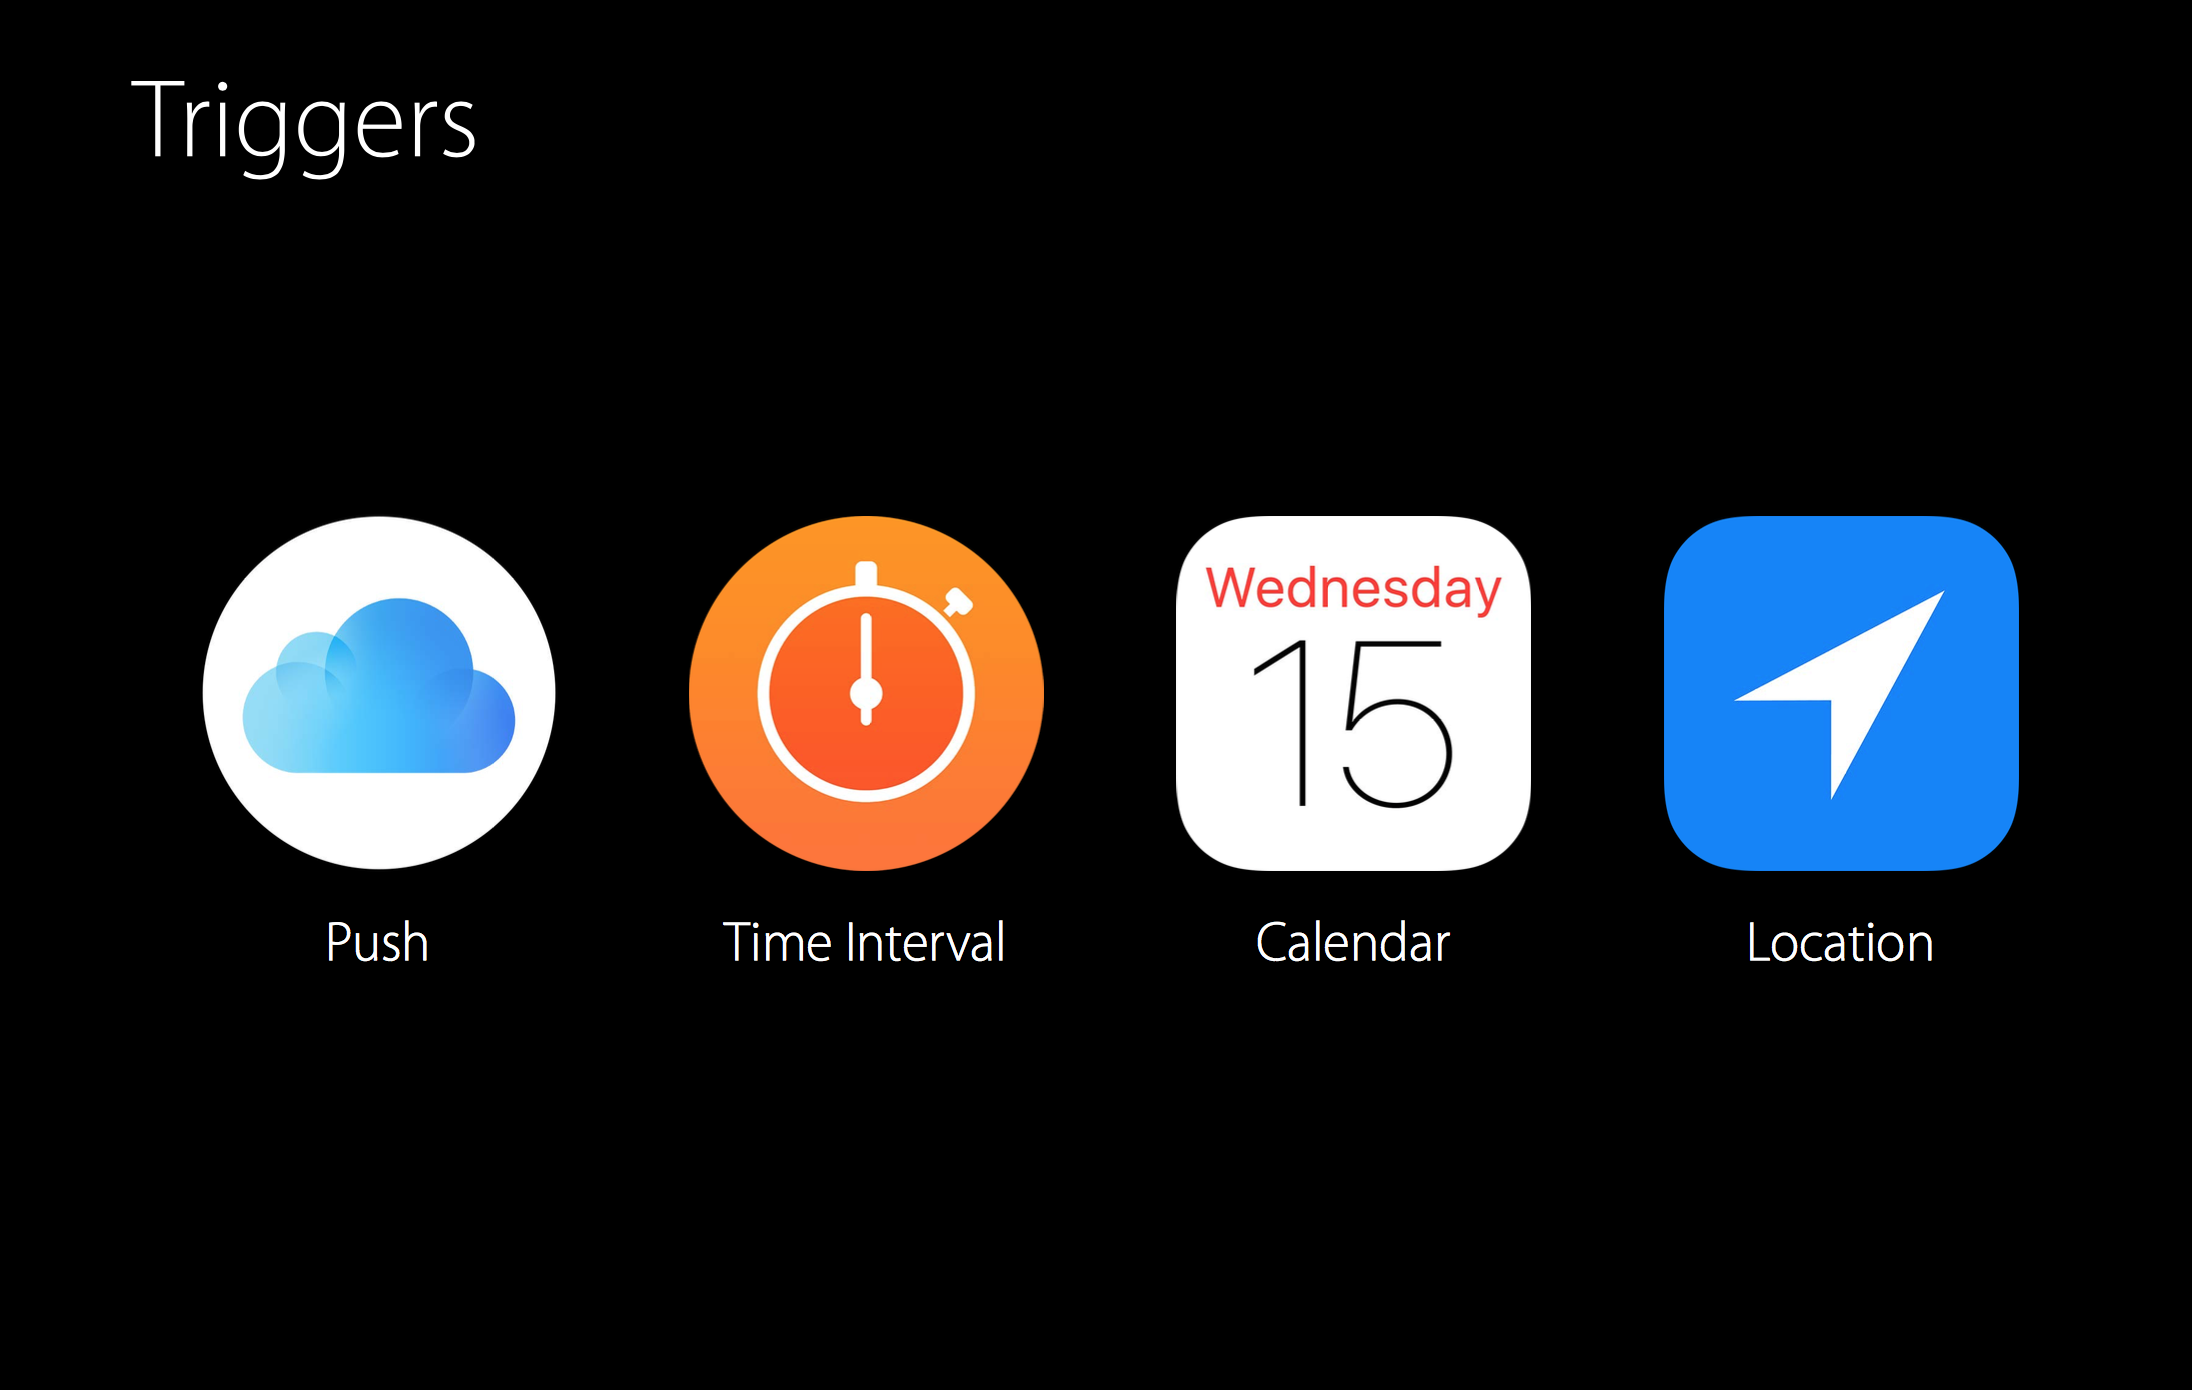 Triggers
Wednesday
15
Push
Time Interval
Calendar
Location